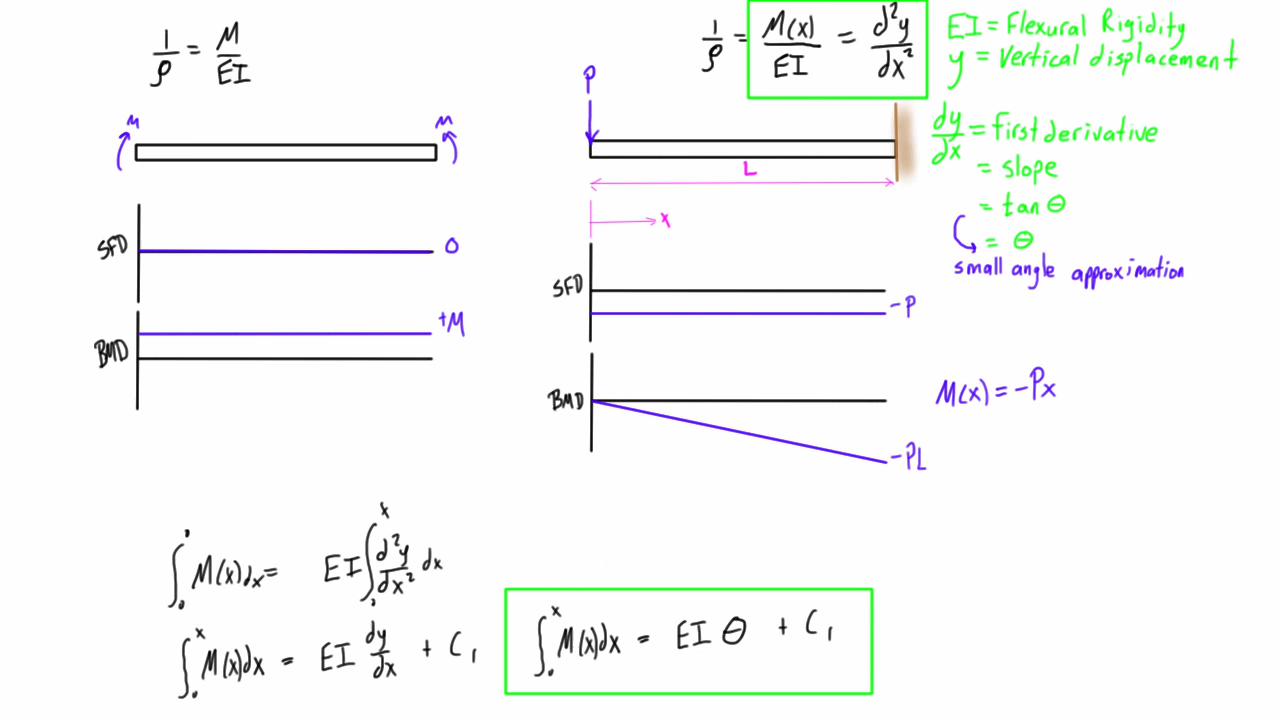 1/ρ = M/EI
M
M
SFD
0
+M
BMD
1/ρ = M(x)/EI = d²y/dx²
P
L
x
SFD
-P
BMD
-PL
M(x) = -Px
EI = Flexural Rigidity
y = Vertical displacement
dy/dx = first derivative
= slope
= tan θ
= θ
small angle approximation
∫ M(x)dx = EI ∫ d²y/dx² dx
∫₀ˣ M(x)dx = EI dy/dx + C₁
∫₀ˣ M(x)dx = EI θ + C₁